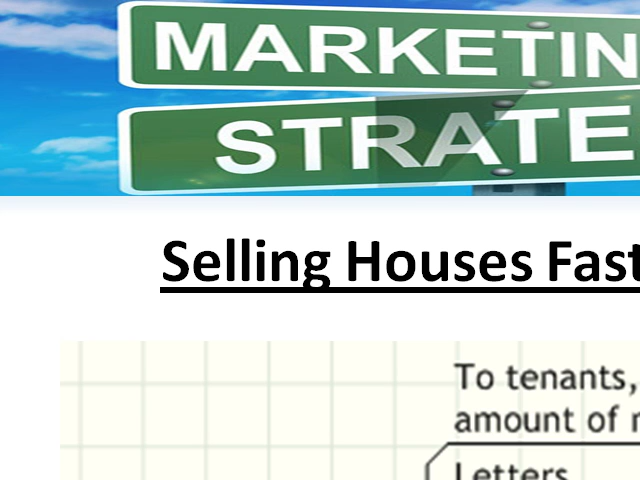 MARKETIN
STRATE
Selling Houses Fast
To tenants,
amount of
Letters